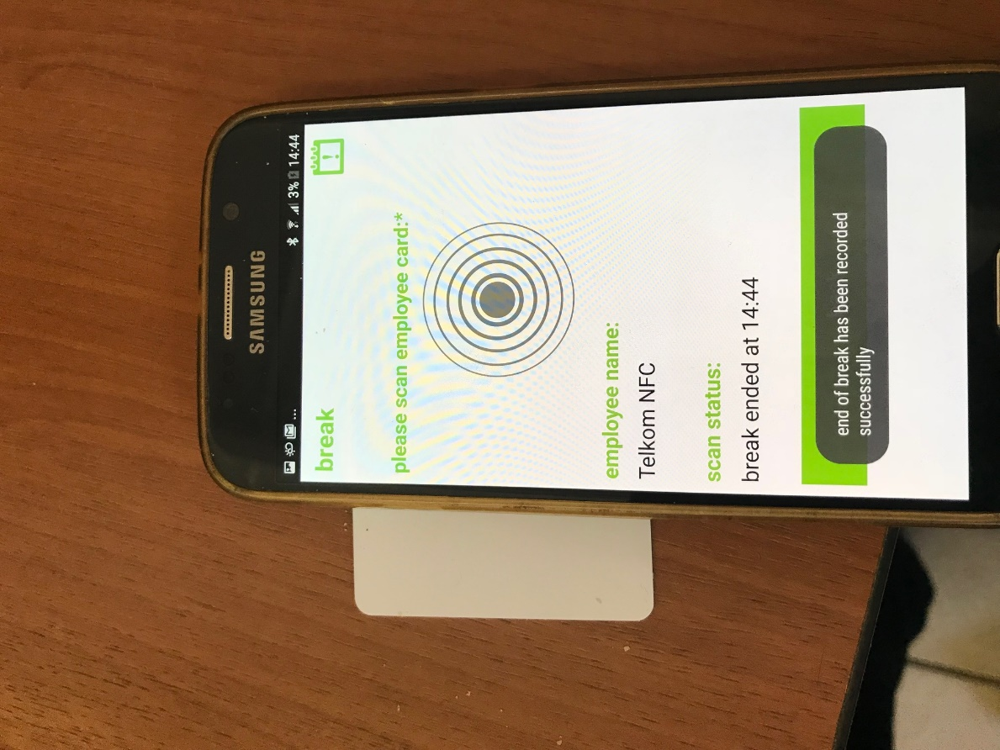 SAMSUNG
... 3% 14:44
break
please scan employee card:*
employee name:
Telkom NFC
scan status:
break ended at 14:44
end of break has been recorded
successfully